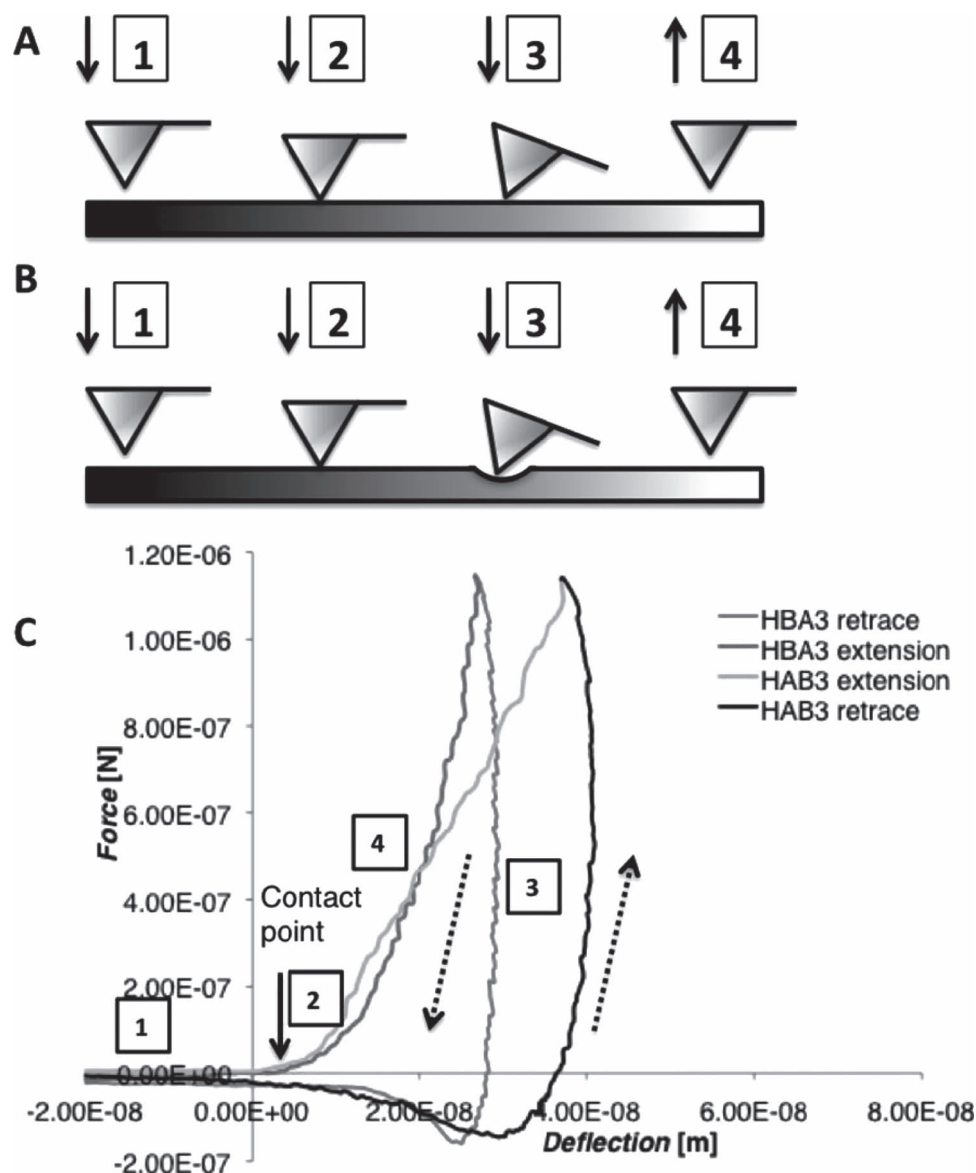 A
1 2 3 4
B
1 2 3 4
C
1.20E-06
1.00E-06
8.00E-07
6.00E-07
4.00E-07
2.00E-07
0.00E+00
-2.00E-07
Force [N]
HBA3 retrace
HBA3 extension
HAB3 extension
HAB3 retrace
4
3
Contact
point
2
1
-2.00E-08 0.00E+00 2.00E-08 4.00E-08 6.00E-08 8.00E-08
Deflection [m]